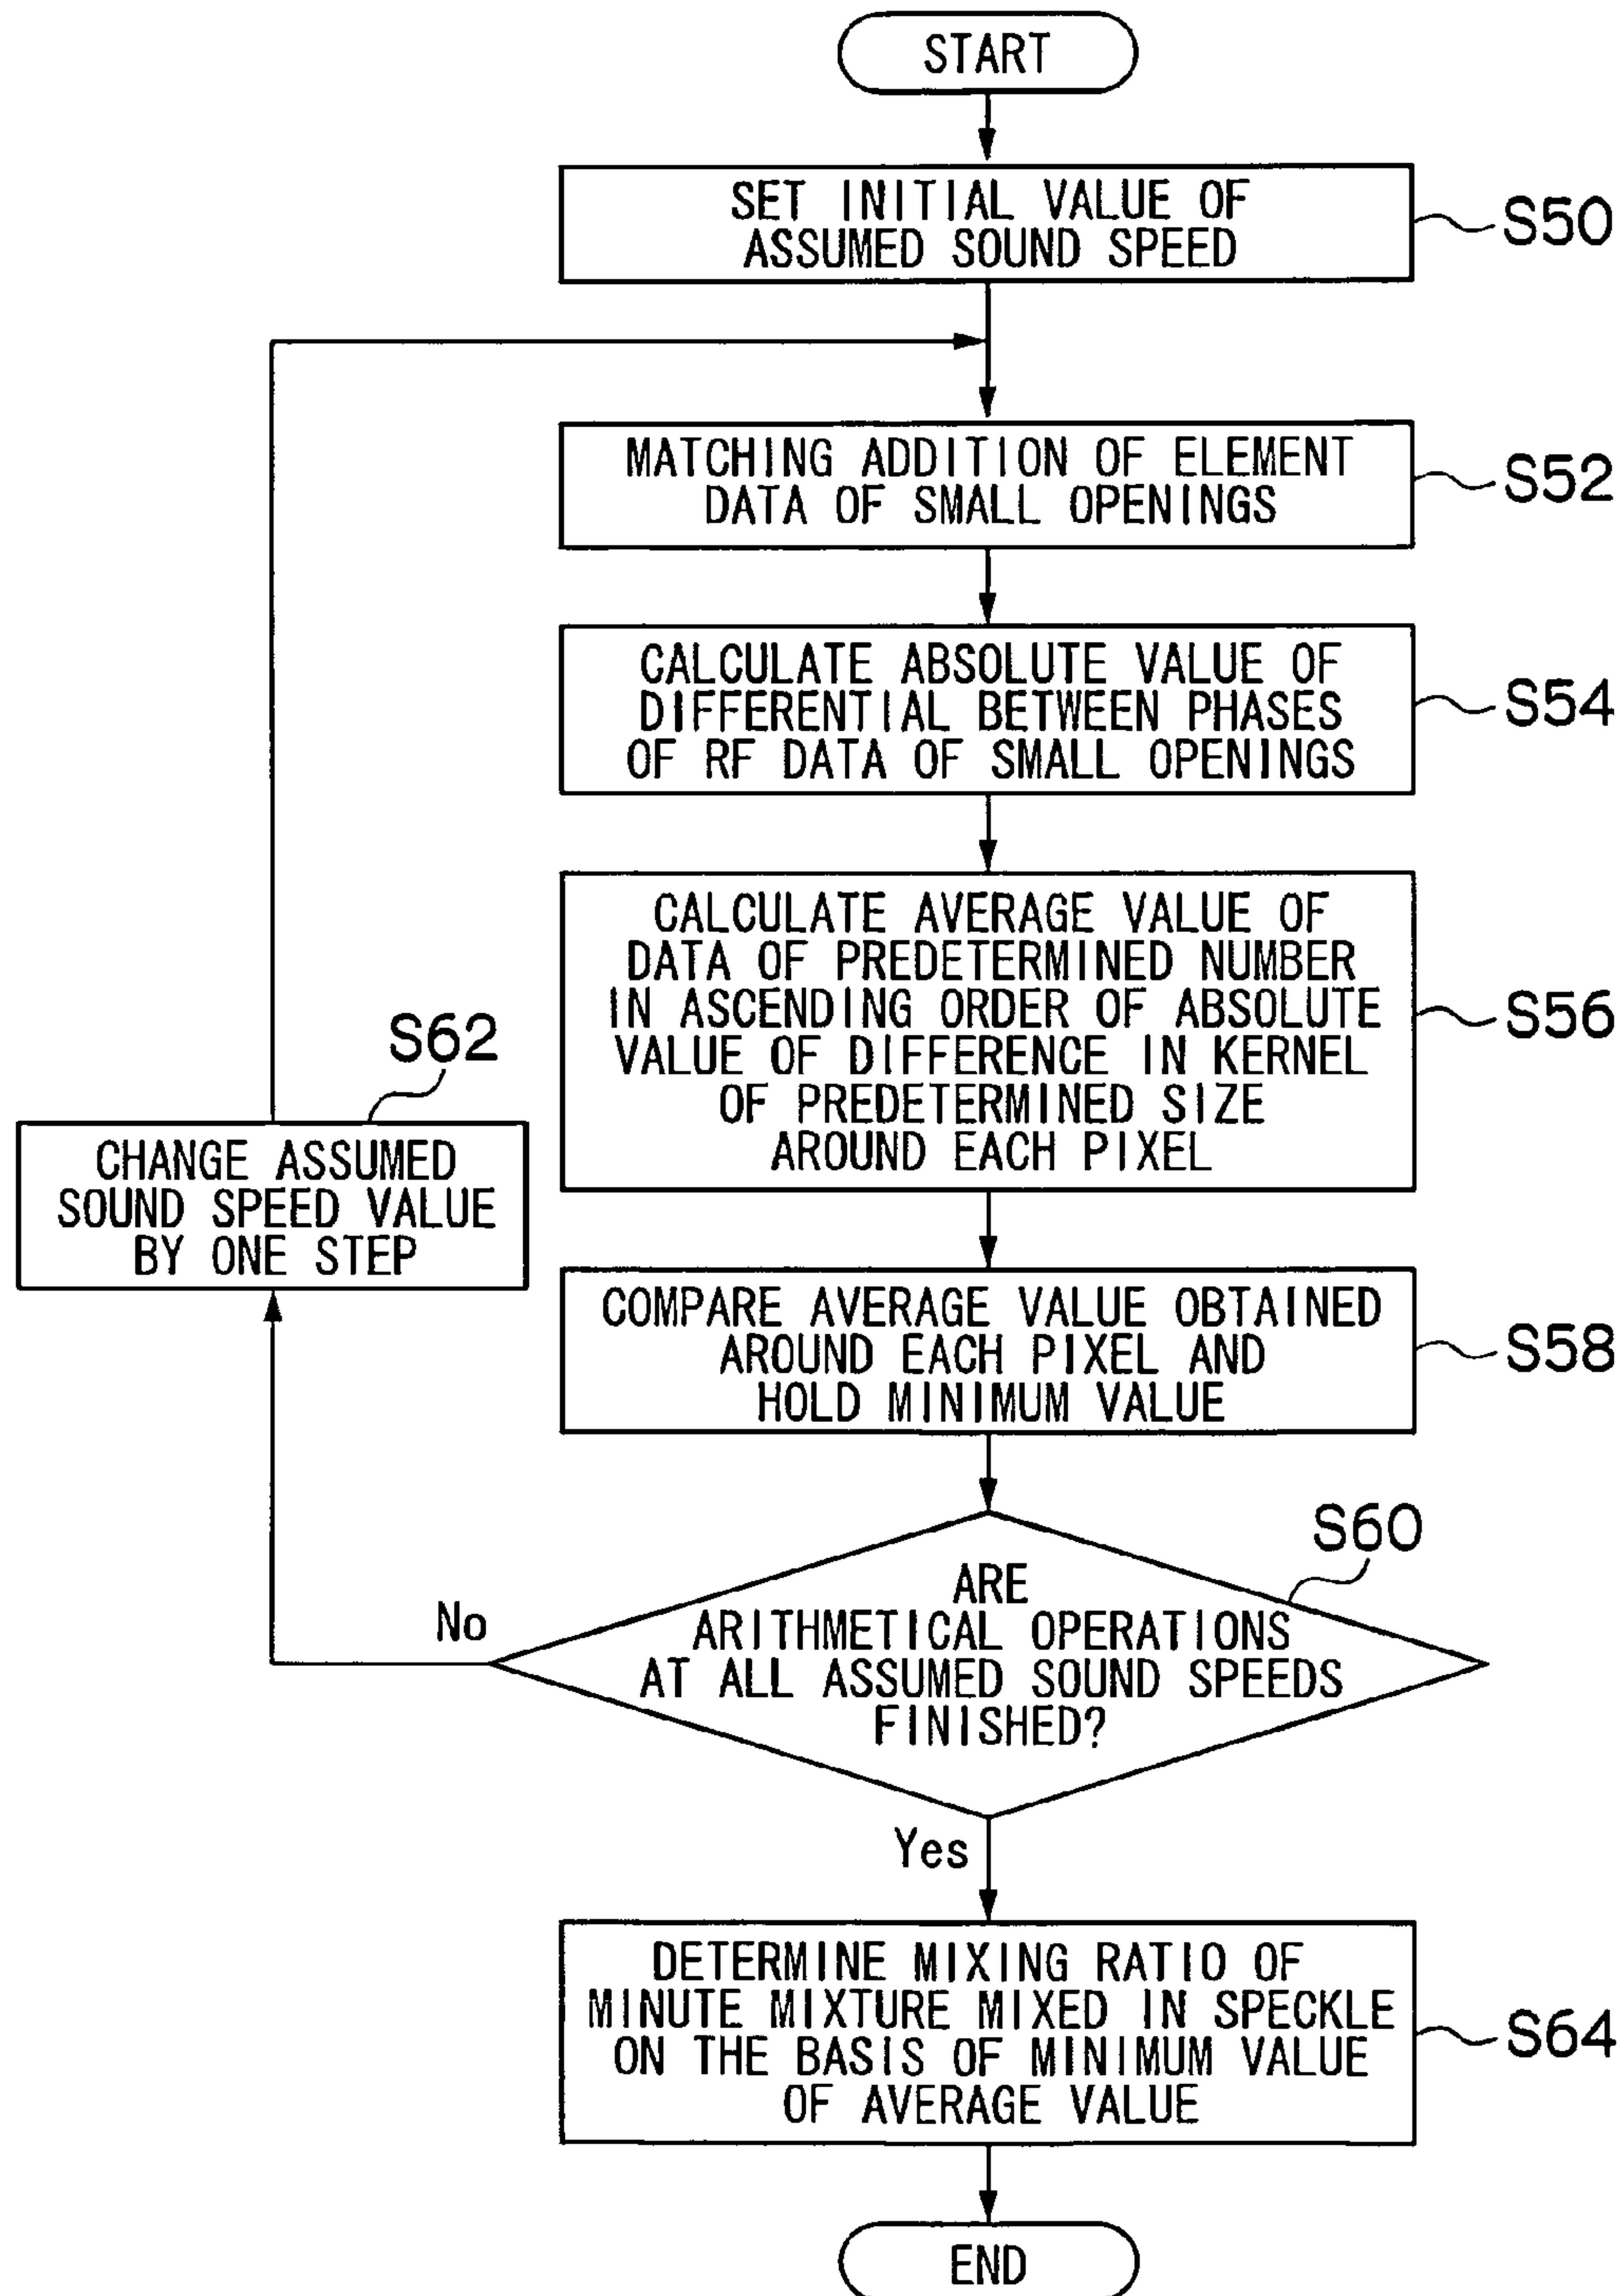 START
SET INITIAL VALUE OF
ASSUMED SOUND SPEED
S50
MATCHING ADDITION OF ELEMENT
DATA OF SMALL OPENINGS
S52
CALCULATE ABSOLUTE VALUE OF
DIFFERENTIAL BETWEEN PHASES
OF RF DATA OF SMALL OPENINGS
S54
CALCULATE AVERAGE VALUE OF
DATA OF PREDETERMINED NUMBER
IN ASCENDING ORDER OF ABSOLUTE
VALUE OF DIFFERENCE IN KERNEL
OF PREDETERMINED SIZE
AROUND EACH PIXEL
S56
S62
CHANGE ASSUMED
SOUND SPEED VALUE
BY ONE STEP
COMPARE AVERAGE VALUE OBTAINED
AROUND EACH PIXEL AND
HOLD MINIMUM VALUE
S58
S60
ARE
ARITHMETICAL OPERATIONS
AT ALL ASSUMED SOUND SPEEDS
FINISHED?
No
Yes
DETERMINE MIXING RATIO OF
MINUTE MIXTURE MIXED IN SPECKLE
ON THE BASIS OF MINIMUM VALUE
OF AVERAGE VALUE
S64
END